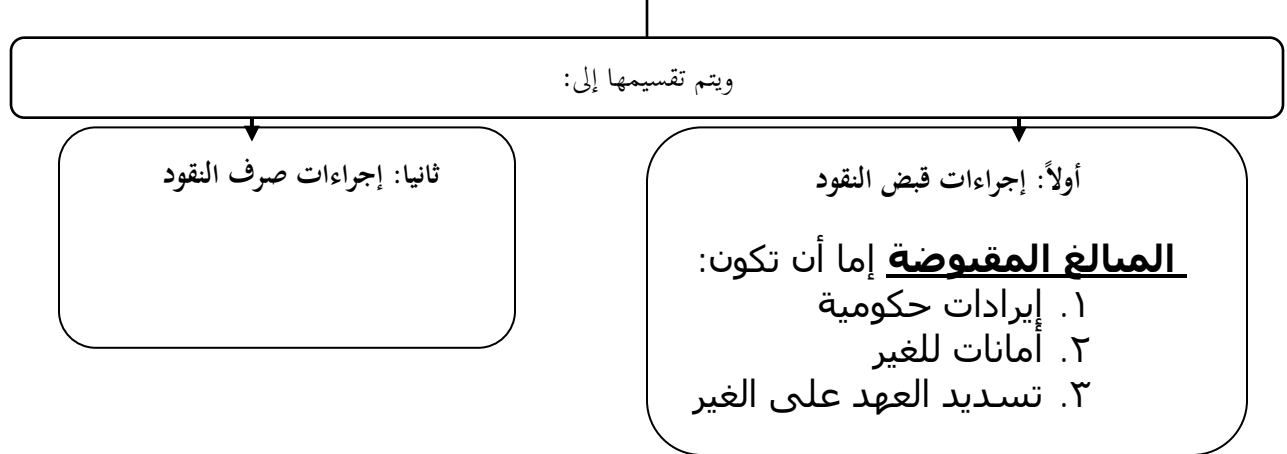 ويتم تقسيمها إلى:
أولاً: إجراءات قبض النقود
المبالغ المقبوضة إما أن تكون:
١. إيرادات حكومية
٢. أمانات للغير
٣. تسديد العهد على الغير
ثانيا: إجراءات صرف النقود